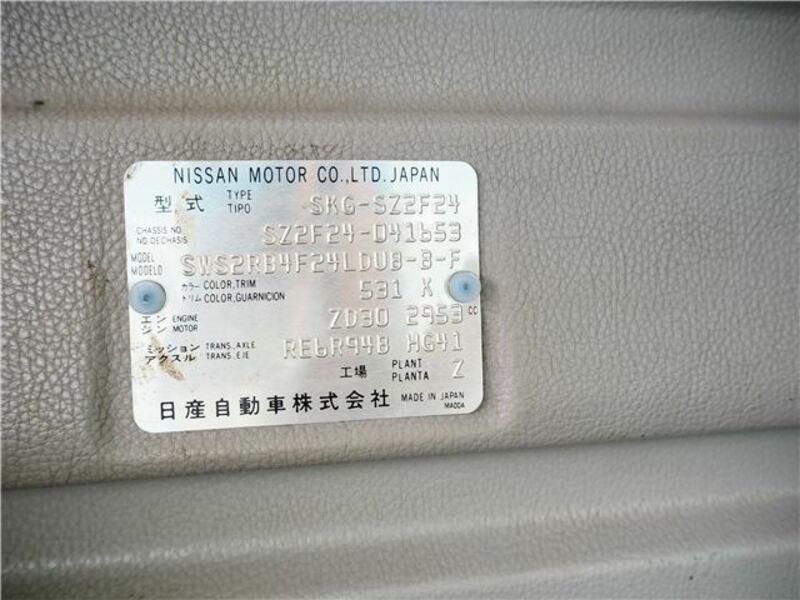 NISSAN MOTOR CO.,LTD. JAPAN
型式 TYPE TIPO SKG-SZ2F24
CHASSIS NO. NO. DE CHASIS SZ2F24-041653
MODEL MODELO SWS2RB4F24LDU8-B-F
カラー トリム COLOR,TRIM COLOR,GUARNICION 531 K
エンジン ENGINE MOTOR ZD30 2953 CC
ミッション アクスル TRANS.,AXLE TRANS.,EJE RE6R94B HG41
工場 PLANT PLANTA Z
日産自動車株式会社 MADE IN JAPAN